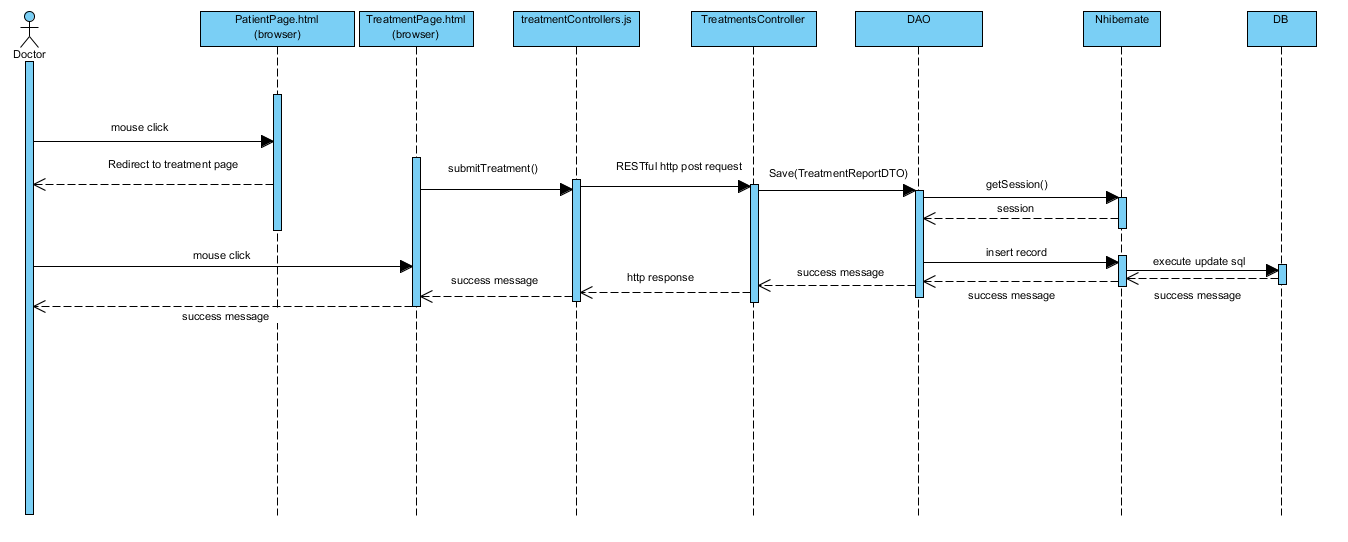 PatientPage.html
(browser)
TreatmentPage.html
(browser)
treatmentControllers.js
TreatmentsController
DAO
Nhibernate
DB
Doctor
mouse click
Redirect to treatment page
submitTreatment()
RESTful http post request
Save(TreatmentReportDTO)
getSession()
session
mouse click
insert record
execute update sql
success message
http response
success message
success message
success message
success message